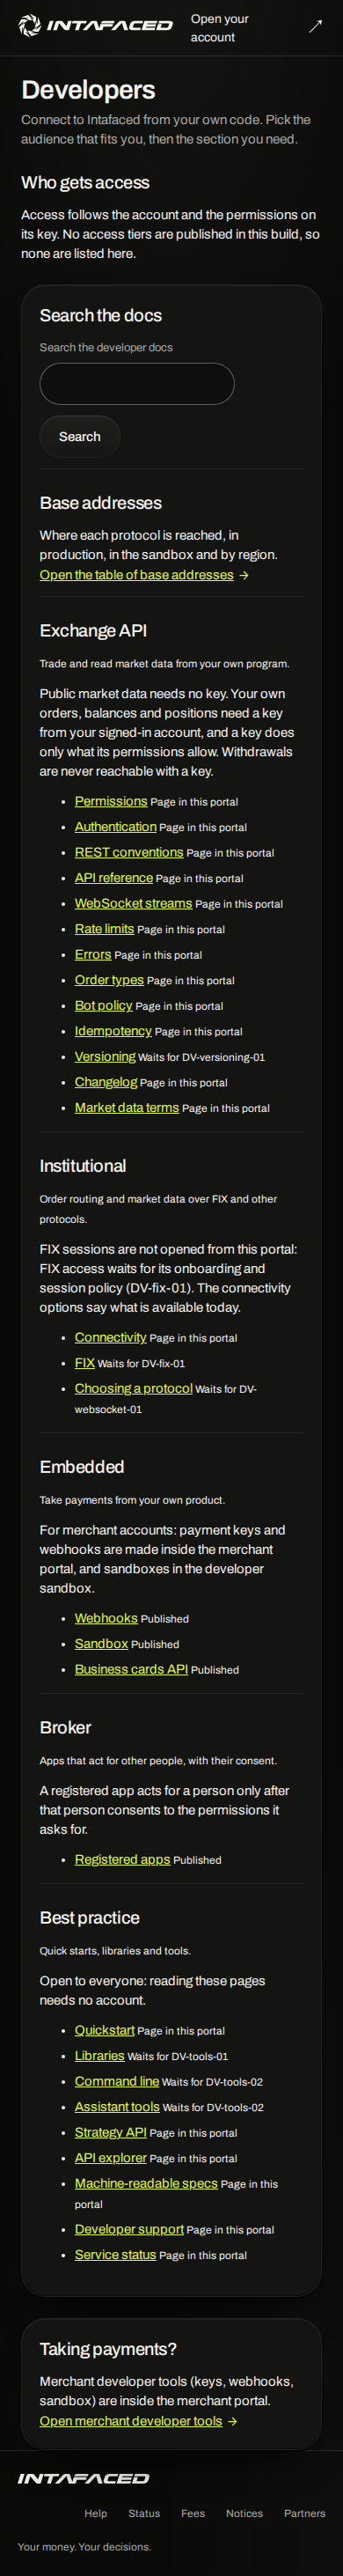 INTAFACED
Open your
account
Developers
Connect to Intafaced from your own code. Pick the
audience that fits you, then the section you need.
Who gets access
Access follows the account and the permissions on
its key. No access tiers are published in this build, so
none are listed here.
Search the docs
Search the developer docs
Search
Base addresses
Where each protocol is reached, in
production, in the sandbox and by region.
Open the table of base addresses →
Exchange API
Trade and read market data from your own program.
Public market data needs no key. Your own
orders, balances and positions need a key
from your signed-in account, and a key does
only what its permissions allow. Withdrawals
are never reachable with a key.
• Permissions Page in this portal
• Authentication Page in this portal
• REST conventions Page in this portal
• API reference Page in this portal
• WebSocket streams Page in this portal
• Rate limits Page in this portal
• Errors Page in this portal
• Order types Page in this portal
• Bot policy Page in this portal
• Idempotency Page in this portal
• Versioning Waits for DV-versioning-01
• Changelog Page in this portal
• Market data terms Page in this portal
Institutional
Order routing and market data over FIX and other
protocols.
FIX sessions are not opened from this portal:
FIX access waits for its onboarding and
session policy (DV-fix-01). The connectivity
options say what is available today.
• Connectivity Page in this portal
• FIX Waits for DV-fix-01
• Choosing a protocol Waits for DV-
websocket-01
Embedded
Take payments from your own product.
For merchant accounts: payment keys and
webhooks are made inside the merchant
portal, and sandboxes in the developer
sandbox.
• Webhooks Published
• Sandbox Published
• Business cards API Published
Broker
Apps that act for other people, with their consent.
A registered app acts for a person only after
that person consents to the permissions it
asks for.
• Registered apps Published
Best practice
Quick starts, libraries and tools.
Open to everyone: reading these pages
needs no account.
• Quickstart Page in this portal
• Libraries Waits for DV-tools-01
• Command line Waits for DV-tools-02
• Assistant tools Waits for DV-tools-02
• Strategy API Page in this portal
• API explorer Page in this portal
• Machine-readable specs Page in this
portal
• Developer support Page in this portal
• Service status Page in this portal
Taking payments?
Merchant developer tools (keys, webhooks,
sandbox) are inside the merchant portal.
Open merchant developer tools →
INTAFACED
Help Status Fees Notices Partners
Your money. Your decisions.